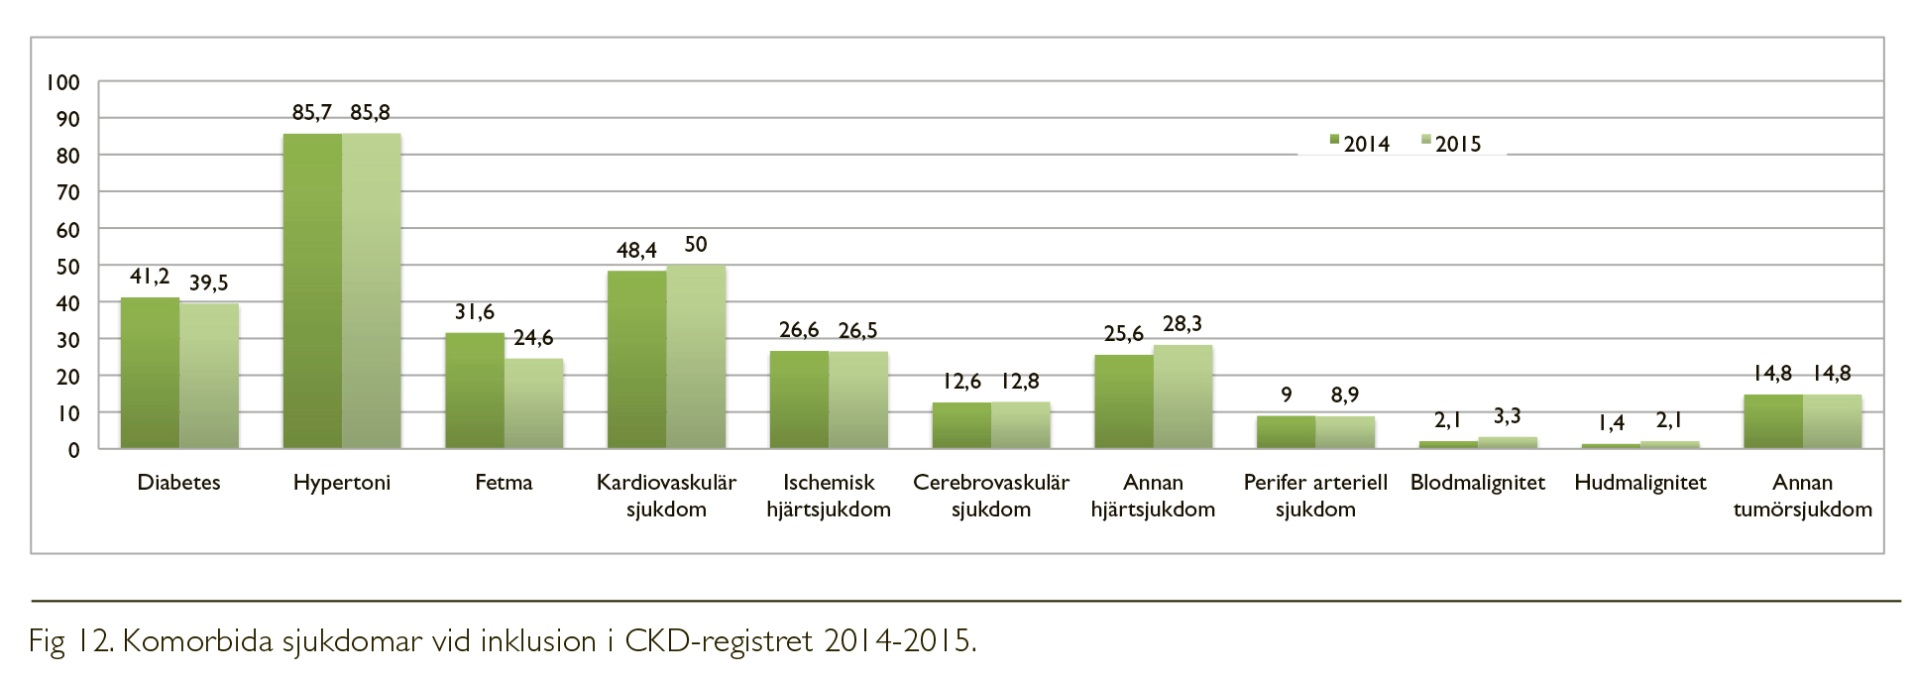 100
90
80
70
60
50
40
30
20
10
0
2014 2015
41,2 39,5
85,7 85,8
31,6 24,6
48,4 50
26,6 26,5
12,6 12,8
25,6 28,3
9 8,9
2,1 3,3
1,4 2,1
14,8 14,8
Diabetes
Hypertoni
Fetma
Kardiovaskulär
sjukdom
Ischemisk
hjärtsjukdom
Cerebrovaskulär
sjukdom
Annan
hjärtsjukdom
Perifer arteriell
sjukdom
Blodmalignitet
Hudmalignitet
Annan
tumörsjukdom
Fig 12. Komorbida sjukdomar vid inklusion i CKD-registret 2014-2015.